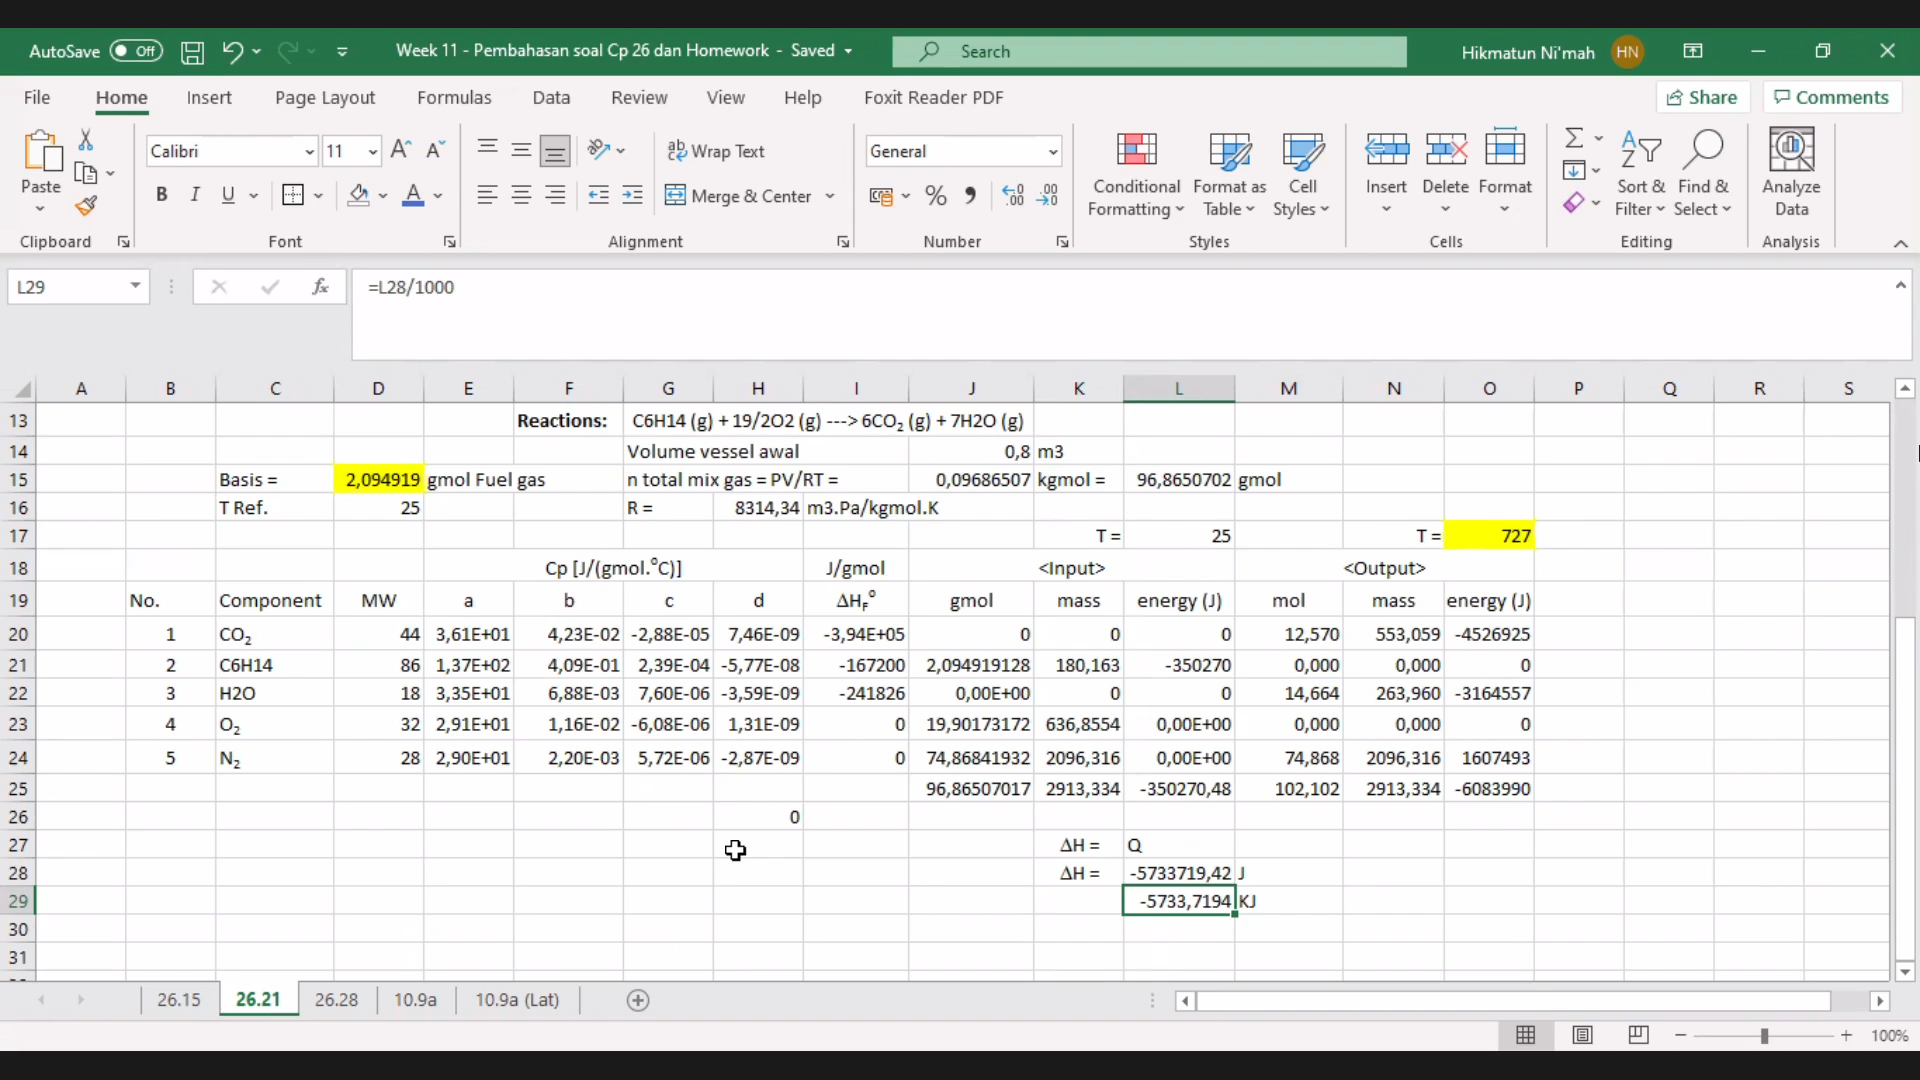 AutoSave Off Week 11 - Pembahasan soal Cp 26 dan Homework - Saved Search Hikmatun Ni'mah HN
File Home Insert Page Layout Formulas Data Review View Help Foxit Reader PDF Share Comments
Calibri 11 Wrap Text General
Paste B I U Merge & Center % Conditional Formatting Format as Table Cell Styles Insert Delete Format Sort & Filter Find & Select Analyze Data
Clipboard Font Alignment Number Styles Cells Editing Analysis
L29 fx =L28/1000
A B C D E F G H I J K L M N O P Q R S
13 Reactions: C6H14 (g) + 19/2O2 (g) ---> 6CO₂ (g) + 7H2O (g)
14 Volume vessel awal 0,8 m3
15 Basis = 2,094919 gmol Fuel gas n total mix gas = PV/RT = 0,09686507 kgmol = 96,8650702 gmol
16 T Ref. 25 R = 8314,34 m3.Pa/kgmol.K
17 T = 25 T = 727
18 Cp [J/(gmol.⁰C)] J/gmol <Input> <Output>
19 No. Component MW a b c d ΔH_F° gmol mass energy (J) mol mass energy (J)
20 1 CO₂ 44 3,61E+01 4,23E-02 -2,88E-05 7,46E-09 -3,94E+05 0 0 0 12,570 553,059 -4526925
21 2 C6H14 86 1,37E+02 4,09E-01 2,39E-04 -5,77E-08 -167200 2,094919128 180,163 -350270 0,000 0,000 0
22 3 H2O 18 3,35E+01 6,88E-03 7,60E-06 -3,59E-09 -241826 0,00E+00 0 0 14,664 263,960 -3164557
23 4 O₂ 32 2,91E+01 1,16E-02 -6,08E-06 1,31E-09 0 19,90173172 636,8554 0,00E+00 0,000 0,000 0
24 5 N₂ 28 2,90E+01 2,20E-03 5,72E-06 -2,87E-09 0 74,86841932 2096,316 0,00E+00 74,868 2096,316 1607493
25 96,86507017 2913,334 -350270,48 102,102 2913,334 -6083990
26 0
27 ΔH = Q
28 ΔH = -5733719,42 J
29 -5733,7194 KJ
30
31
26.15 26.21 26.28 10.9a 10.9a (Lat)
100%